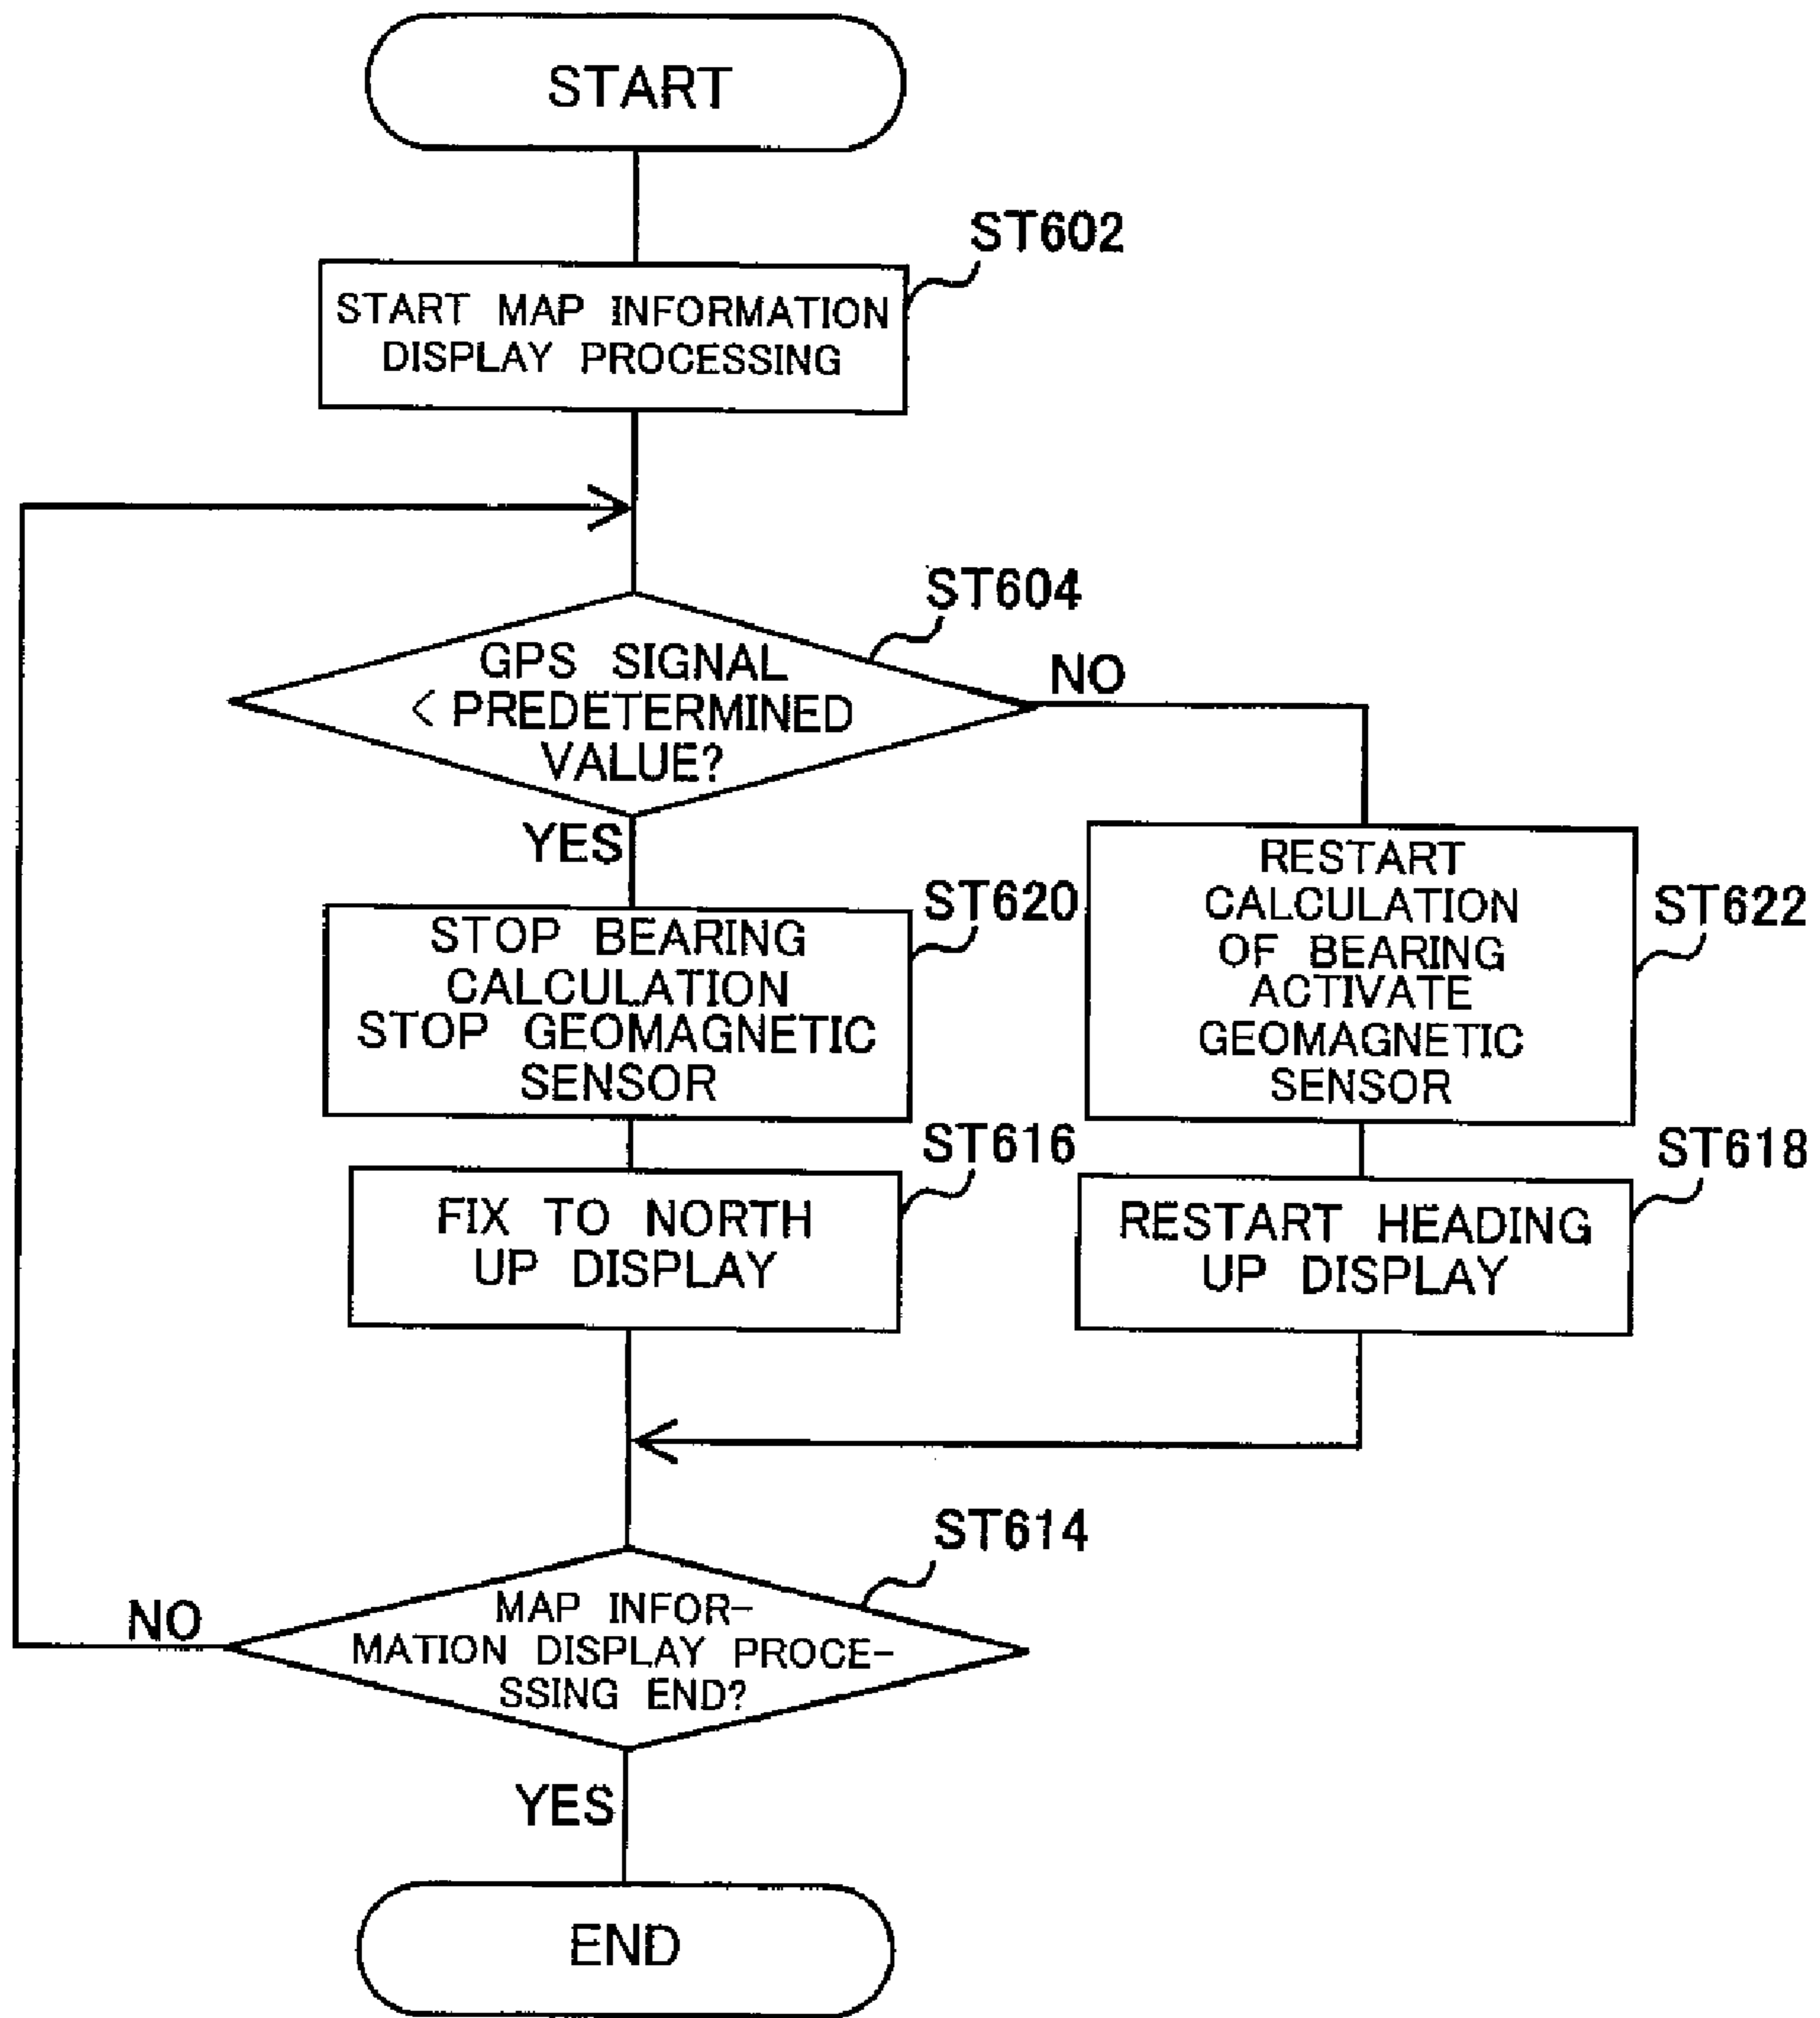 START
ST602
START MAP INFORMATION
DISPLAY PROCESSING
ST604
GPS SIGNAL
< PREDETERMINED
VALUE?
NO
YES
ST620
STOP BEARING
CALCULATION
STOP GEOMAGNETIC
SENSOR
RESTART
CALCULATION
OF BEARING
ACTIVATE
GEOMAGNETIC
SENSOR
ST622
ST616
FIX TO NORTH
UP DISPLAY
ST618
RESTART HEADING
UP DISPLAY
ST614
MAP INFOR-
MATION DISPLAY PROCE-
SSING END?
NO
YES
END